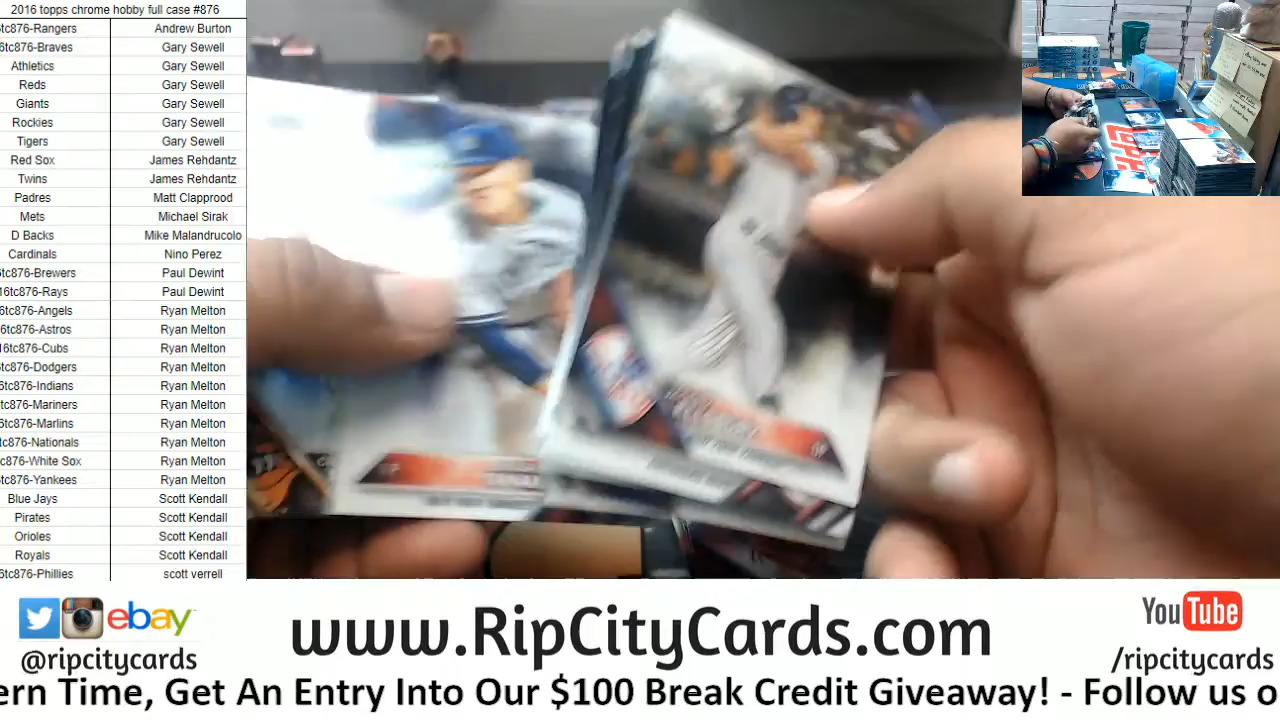 2016 topps chrome hobby full case #876
tc876-Rangers Andrew Burton
6tc876-Braves Gary Sewell
Athletics Gary Sewell
Reds Gary Sewell
Giants Gary Sewell
Rockies Gary Sewell
Tigers Gary Sewell
Red Sox James Rehdantz
Twins James Rehdantz
Padres Matt Clapprood
Mets Michael Sirak
D Backs Mike Malandrucolo
Cardinals Nino Perez
6tc876-Brewers Paul Dewint
16tc876-Rays Paul Dewint
6tc876-Angels Ryan Melton
6tc876-Astros Ryan Melton
16tc876-Cubs Ryan Melton
tc876-Dodgers Ryan Melton
6tc876-Indians Ryan Melton
tc876-Mariners Ryan Melton
6tc876-Marlins Ryan Melton
tc876-Nationals Ryan Melton
tc876-White Sox Ryan Melton
tc876-Yankees Ryan Melton
Blue Jays Scott Kendall
Pirates Scott Kendall
Orioles Scott Kendall
Royals Scott Kendall
6tc876-Phillies scott verrell
ebay
@ripcitycards
www.RipCityCards.com
YouTube
/ripcitycards
ern Time, Get An Entry Into Our $100 Break Credit Giveaway! - Follow us o